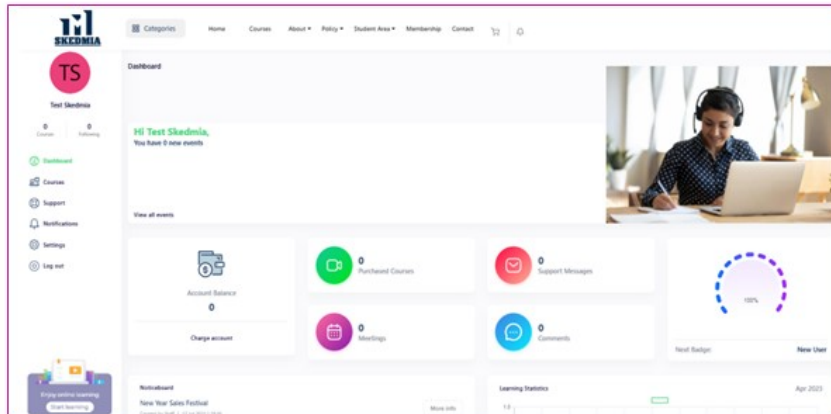 SKEDMIA
Categories
Home
Courses
About
Policy
Student Area
Membership
Contact
TS
Test Skedmia
0
Courses
0
Following
Dashboard
Courses
Support
Notifications
Settings
Log out
Enjoy online learning
Start learning
Dashboard
Hi Test Skedmia,
You have 0 new events
View all events
Account Balance
0
Charge account
0
Purchased Courses
0
Meetings
0
Support Messages
0
Comments
100%
Next Badge:
New User
Noticeboard
New Year Sales Festival
More info
Learning Statistics
Apr 2023
1.0